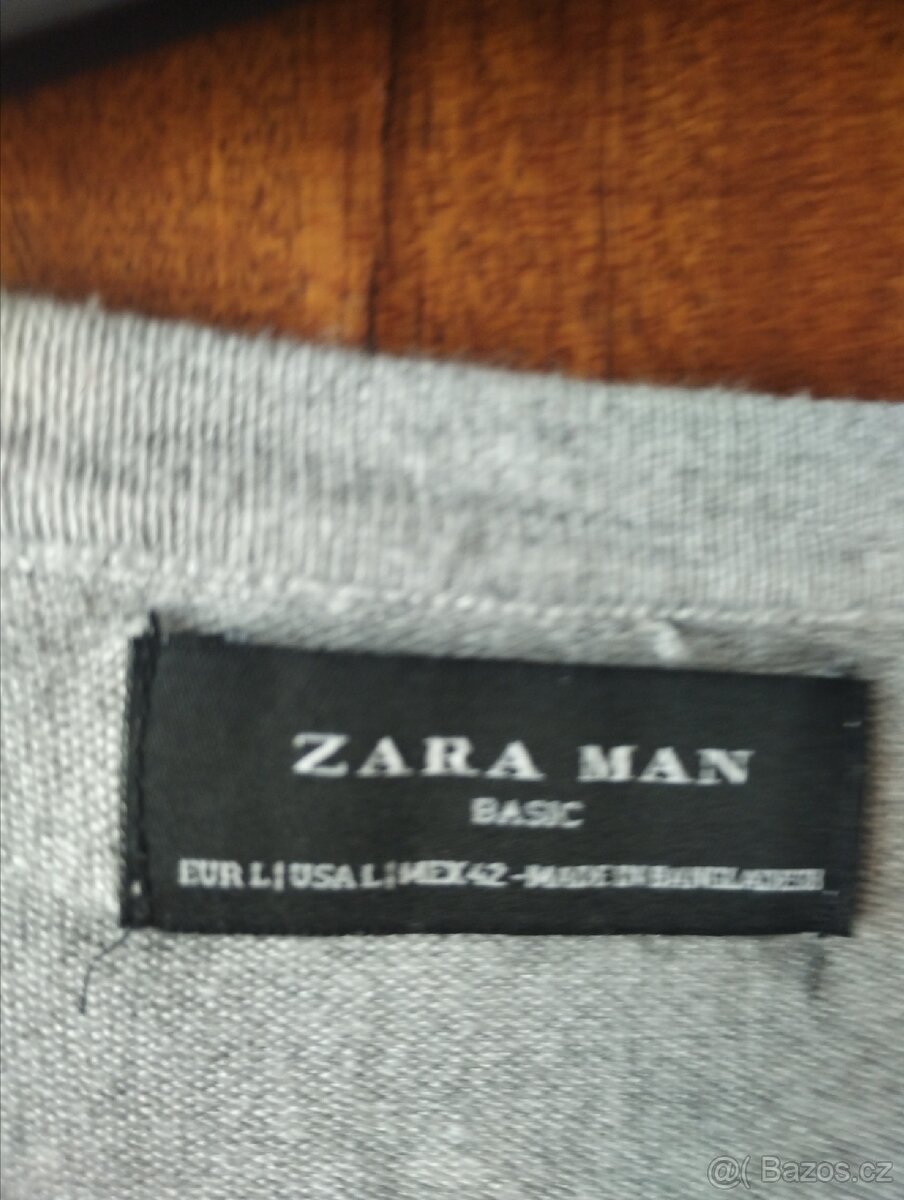 ZARA MAN
BASIC
EUR L | USA L | MEX 42 - MADE IN BANGLADESH
@( Bazos.cz